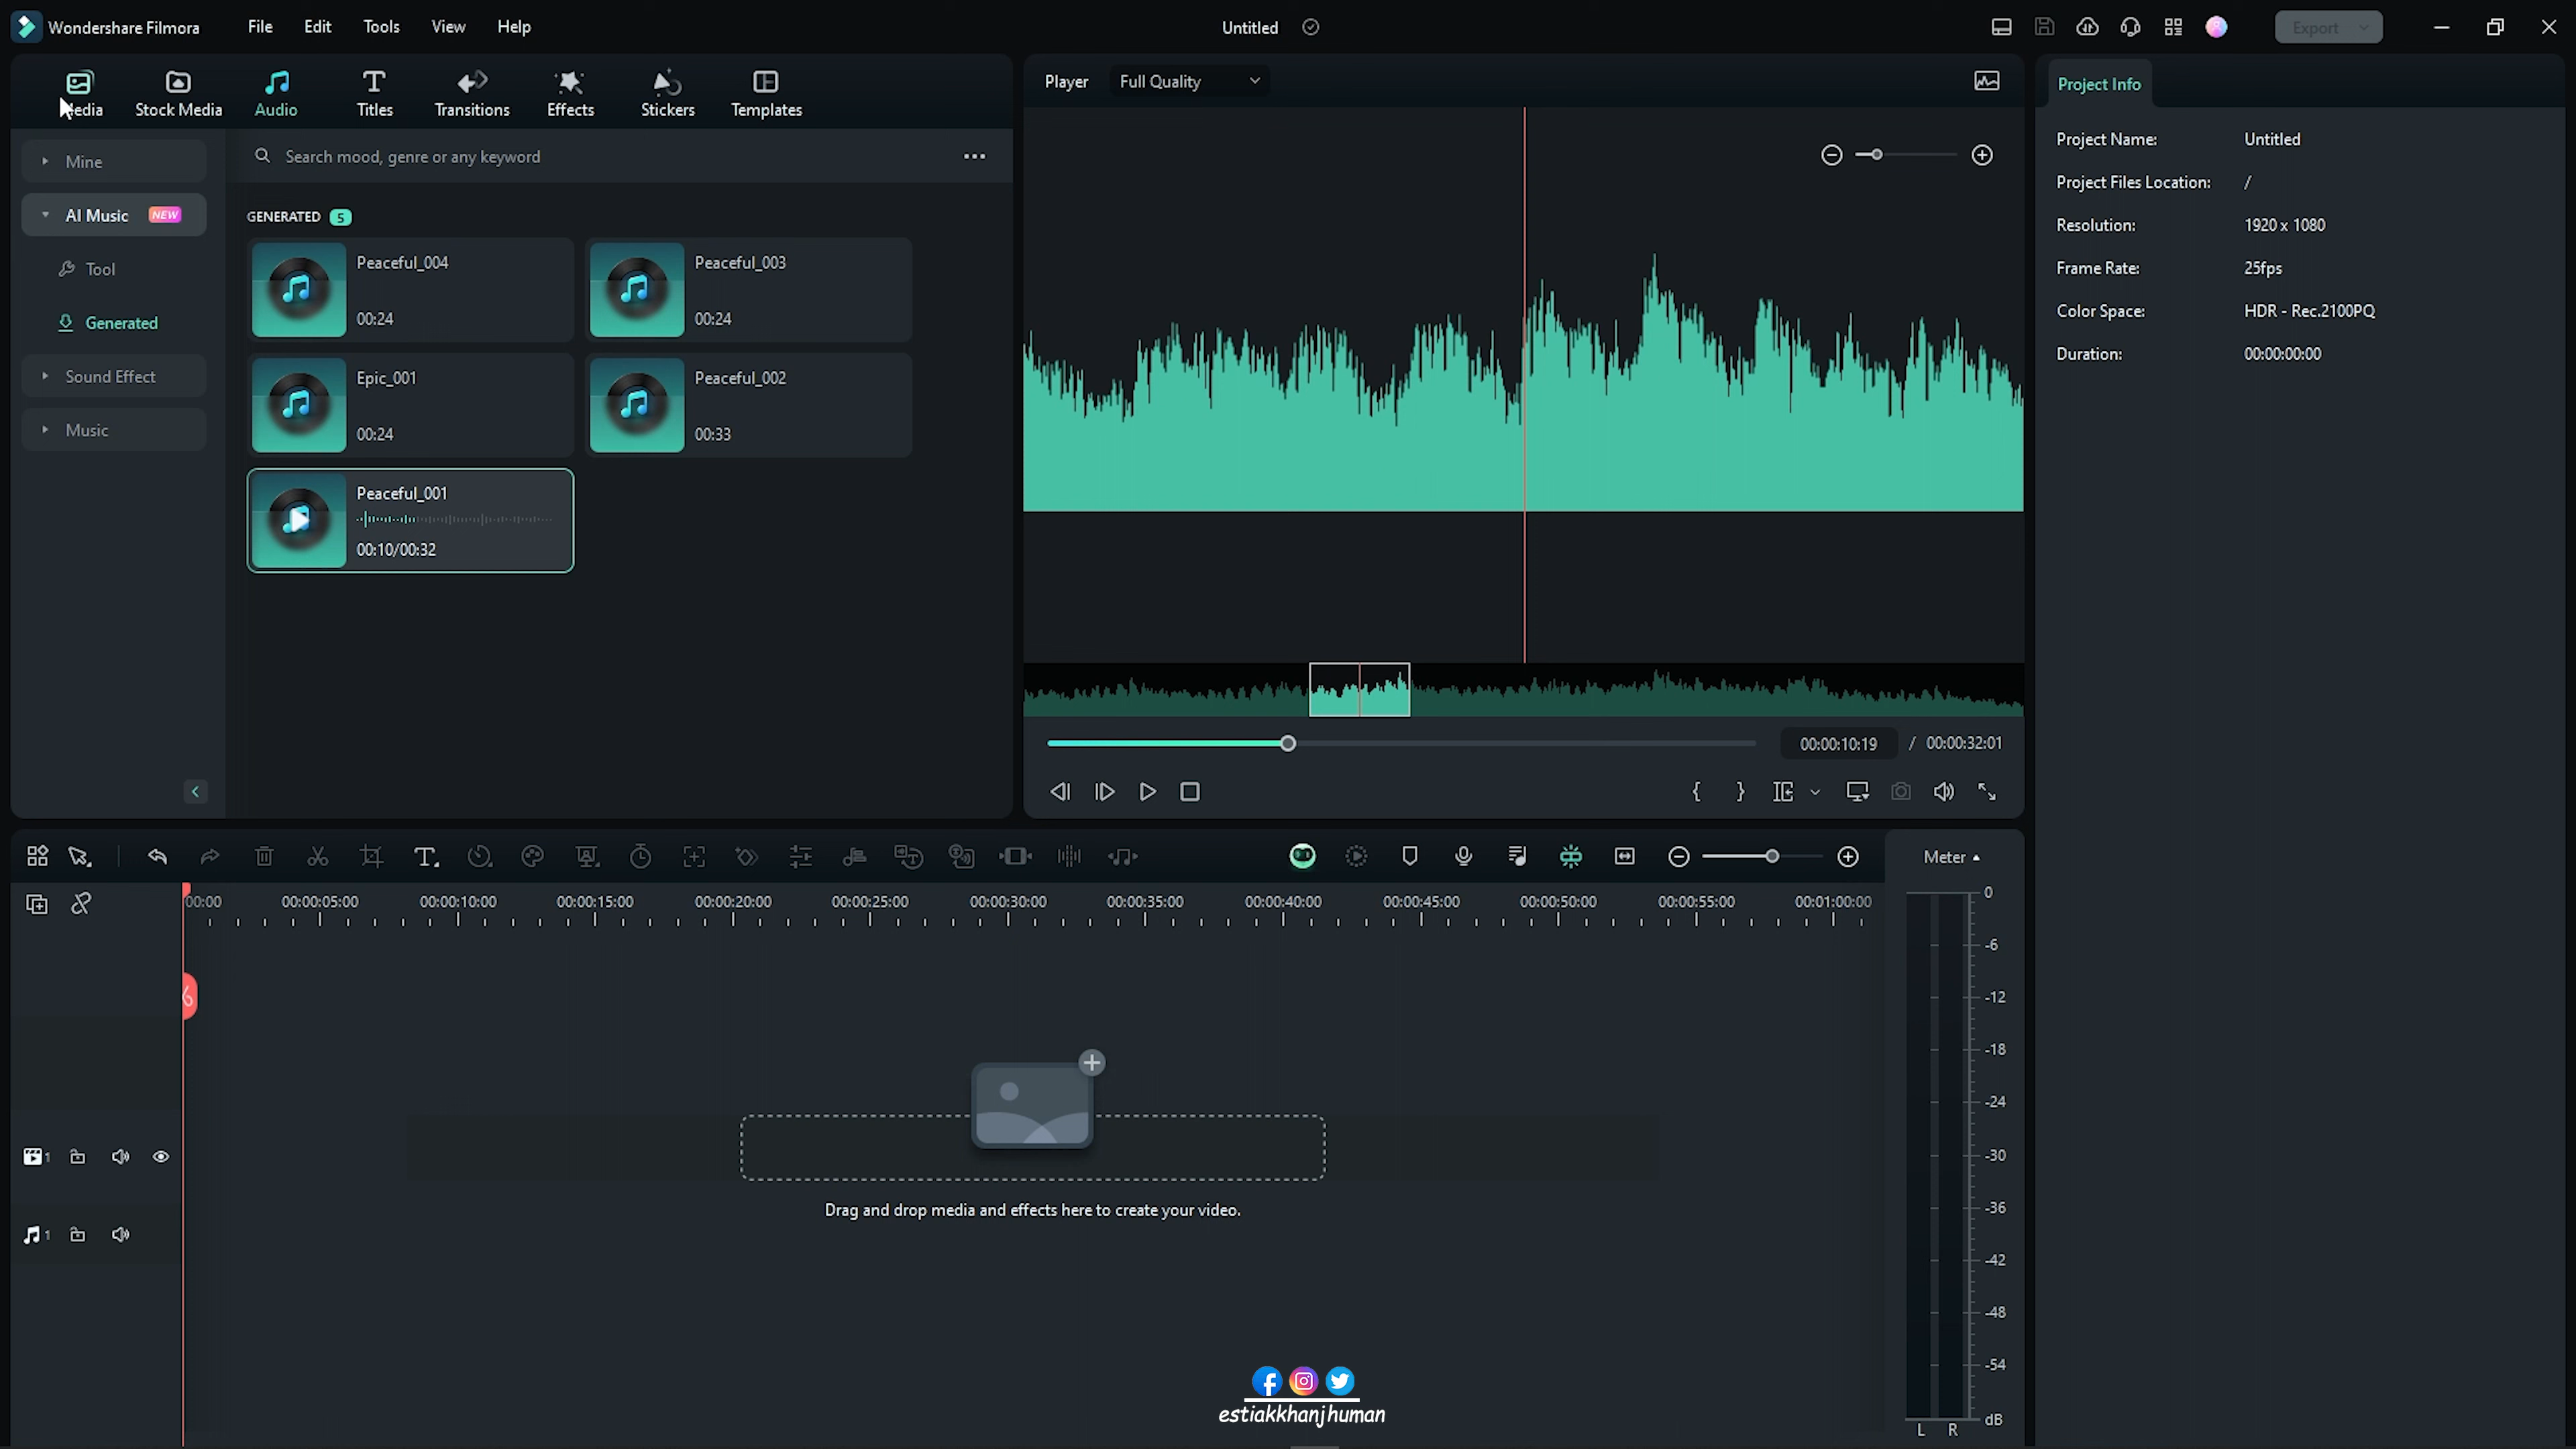 Wondershare Filmora File Edit Tools View Help Untitled Export
Media Stock Media Audio Titles Transitions Effects Stickers Templates
Mine
AI Music NEW
Tool
Generated
Sound Effect
Music
Search mood, genre or any keyword
GENERATED 5
Peaceful_004
00:24
Peaceful_003
00:24
Epic_001
00:24
Peaceful_002
00:33
Peaceful_001
00:10/00:32
Player Full Quality
00:00:10:19 / 00:00:32:01
Project Info
Project Name: Untitled
Project Files Location: /
Resolution: 1920 x 1080
Frame Rate: 25fps
Color Space: HDR - Rec.2100PQ
Duration: 00:00:00:00
Meter
00:00 00:00:05:00 00:00:10:00 00:00:15:00 00:00:20:00 00:00:25:00 00:00:30:00 00:00:35:00 00:00:40:00 00:00:45:00 00:00:50:00 00:00:55:00 00:01:00:00
1
1
Drag and drop media and effects here to create your video.
0
-6
-12
-18
-24
-30
-36
-42
-48
-54
dB
L R
estiakkhanjhuman